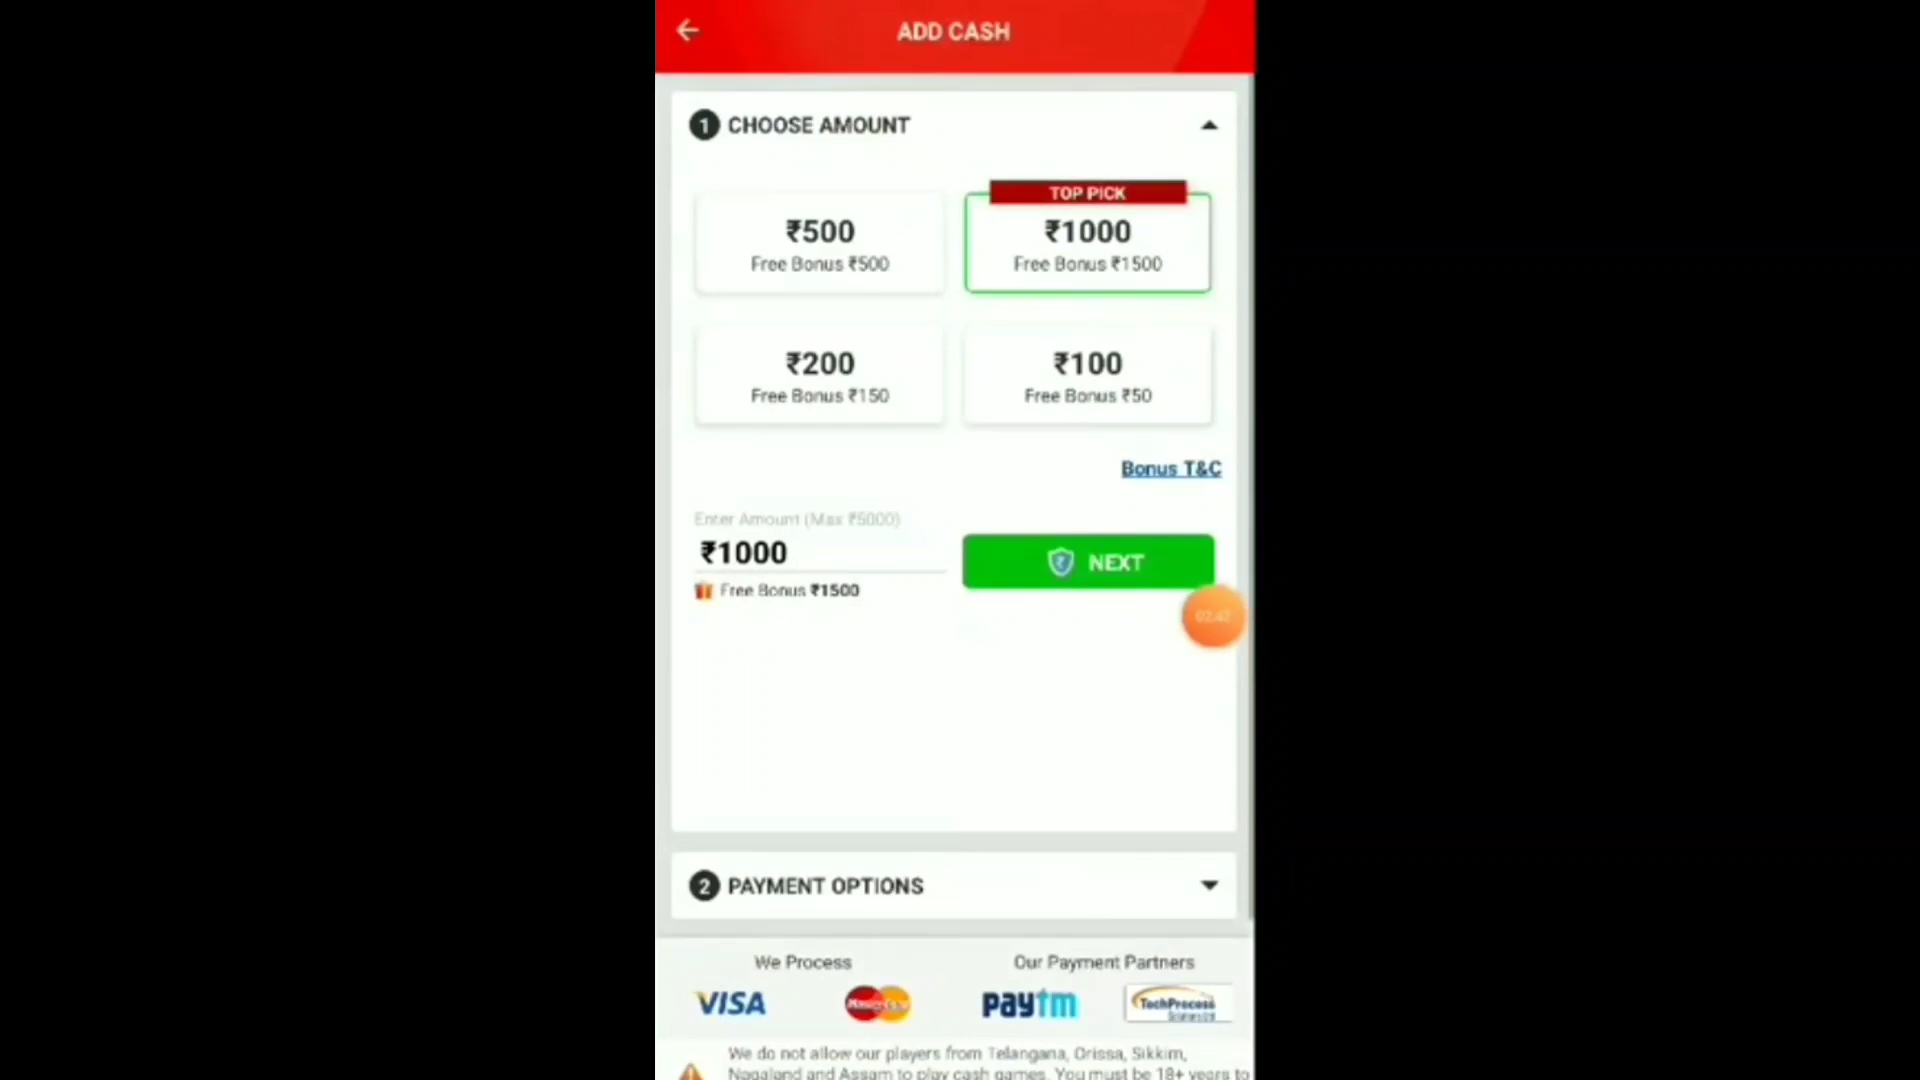 ADD CASH
1 CHOOSE AMOUNT
TOP PICK
₹500
Free Bonus ₹500
₹1000
Free Bonus ₹1500
₹200
Free Bonus ₹150
₹100
Free Bonus ₹50
Bonus T&C
Enter Amount (Max ₹5000)
₹1000
NEXT
Free Bonus ₹1500
02:42
2 PAYMENT OPTIONS
We Process
Our Payment Partners
VISA
MasterCard
paytm
TechProcess
We do not allow our players from Telangana, Orissa, Sikkim,
Nagaland and Assam to play cash games. You must be 18+ years to